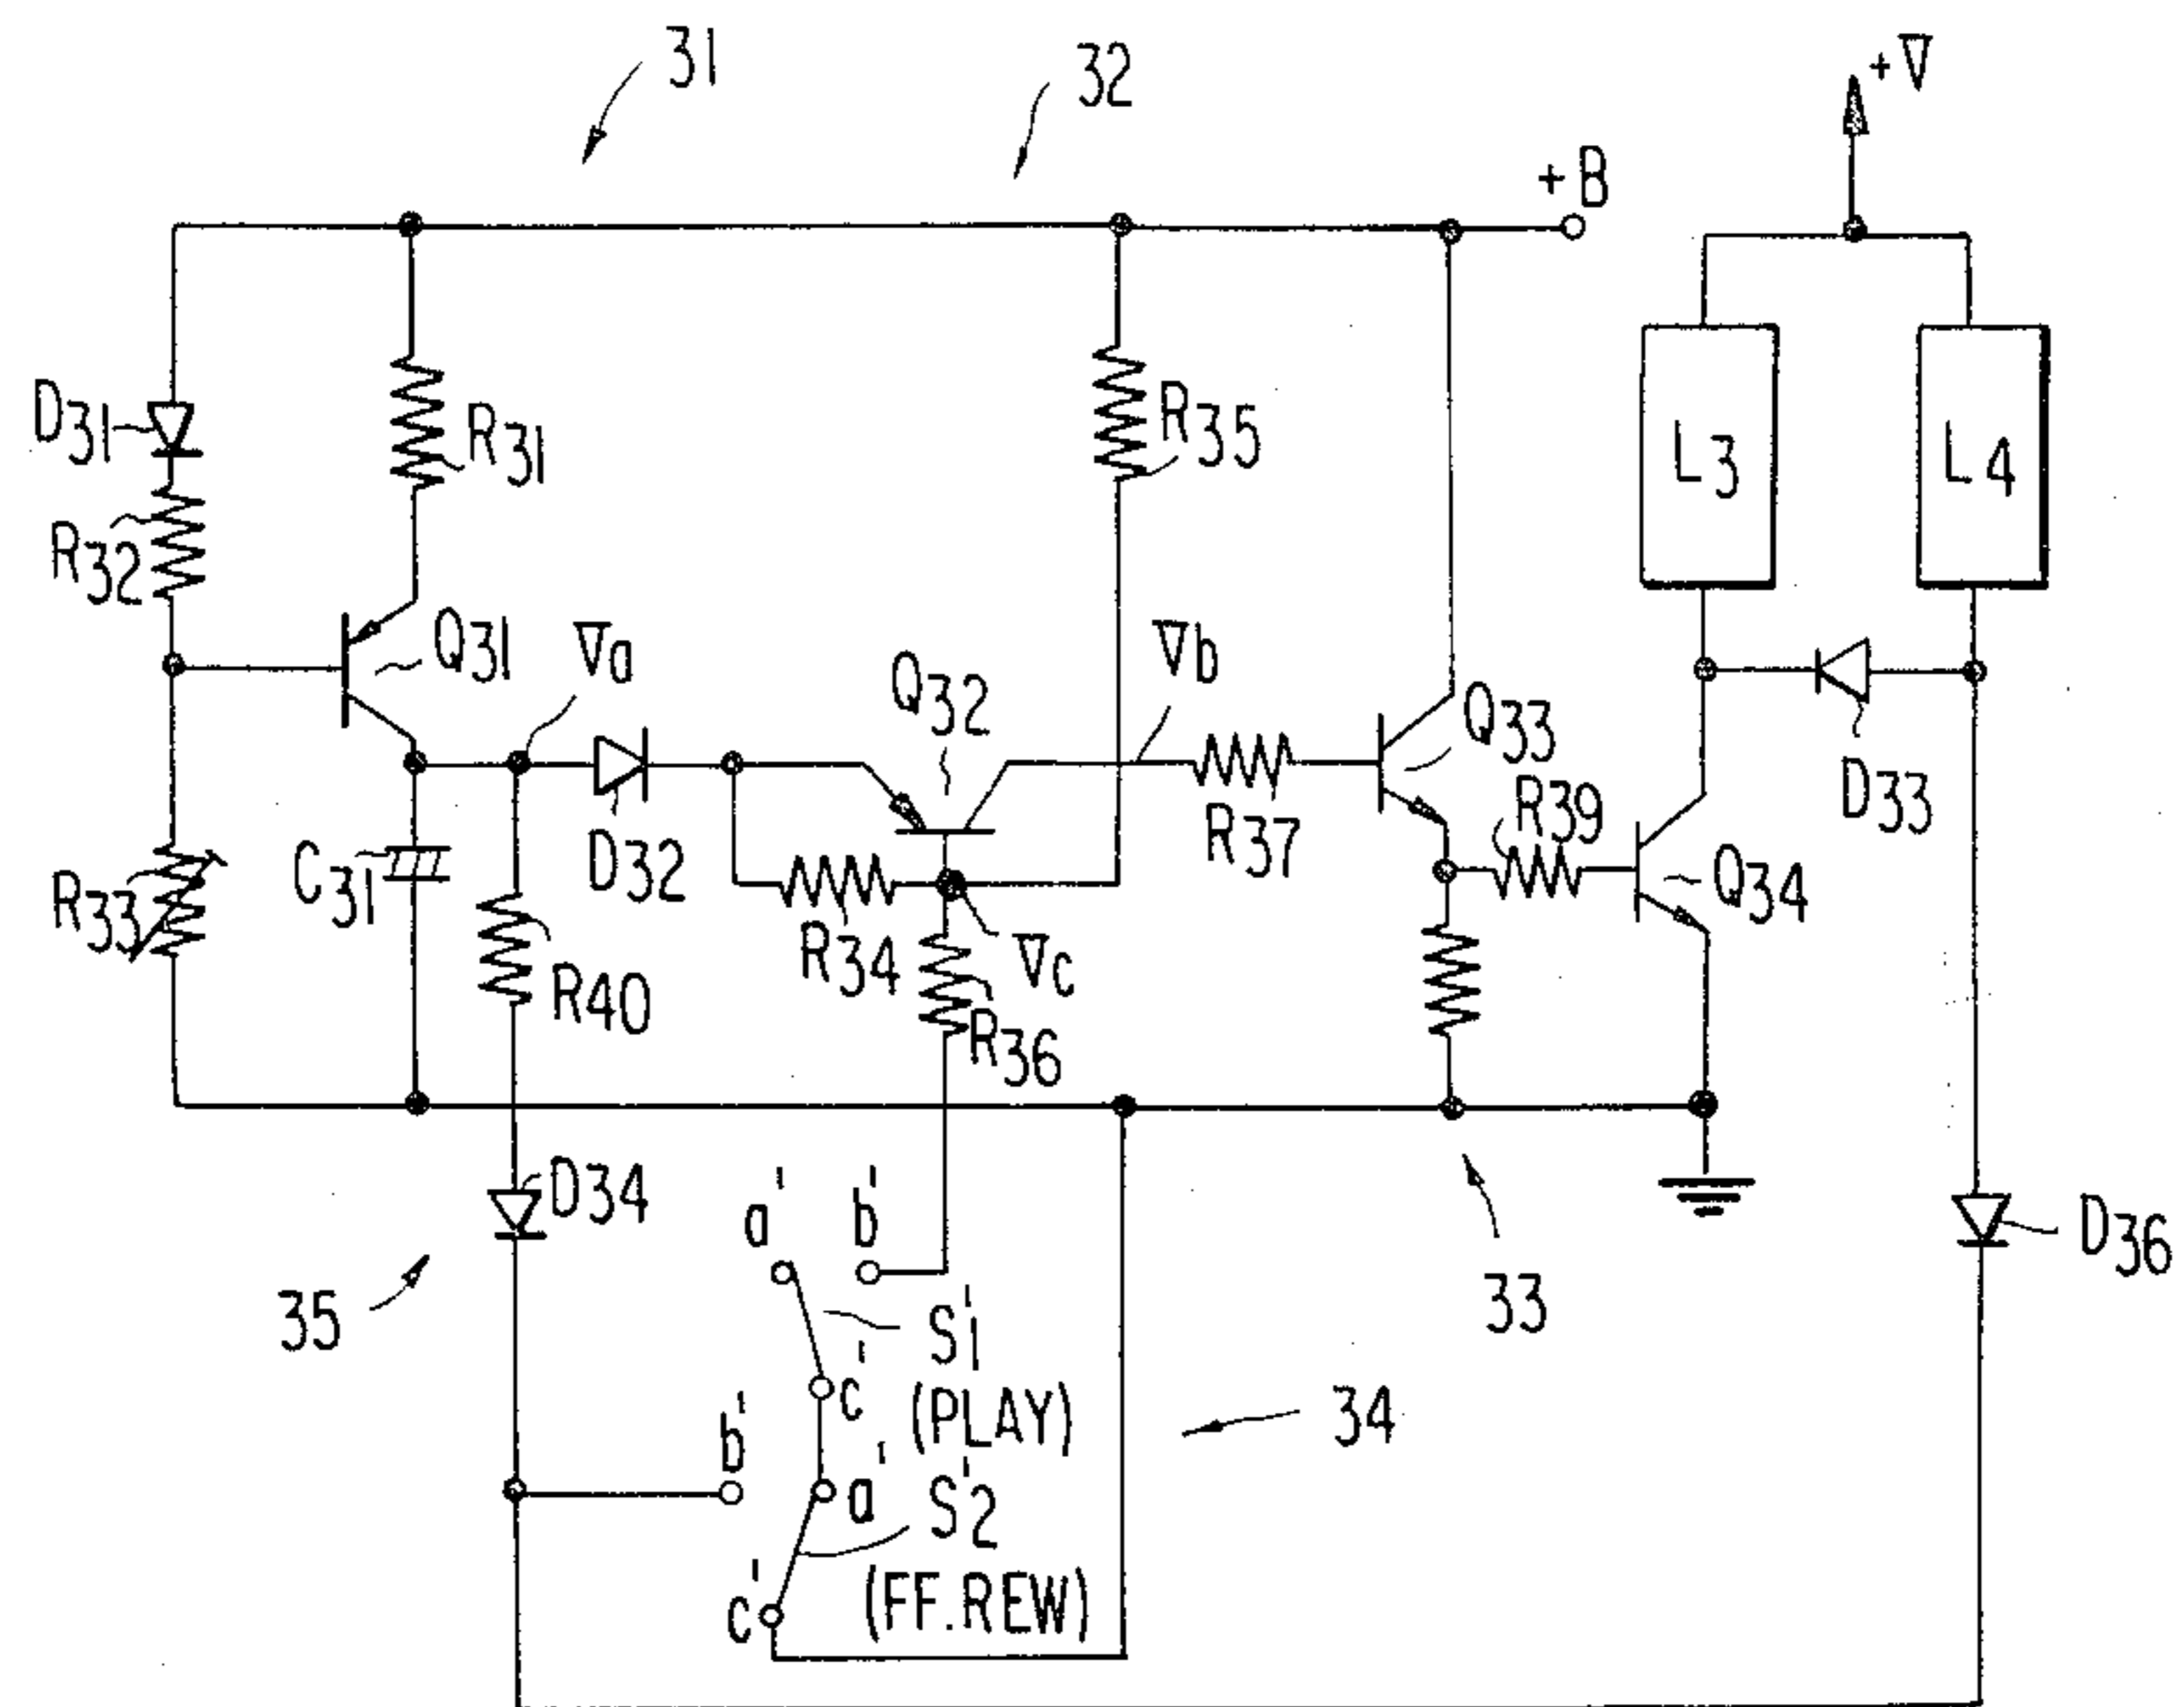 31
32
+V
+B
D31
R31
R35
L3
L4
R32
Q31
Va
Q32
Vb
Q33
D33
R33
C31
D32
R37
R39
Q34
R34
Vc
R40
R36
D34
a'
b'
D36
35
S'1
33
c'
(PLAY)
34
b'
a'
S'2
c'
(FF.REW)